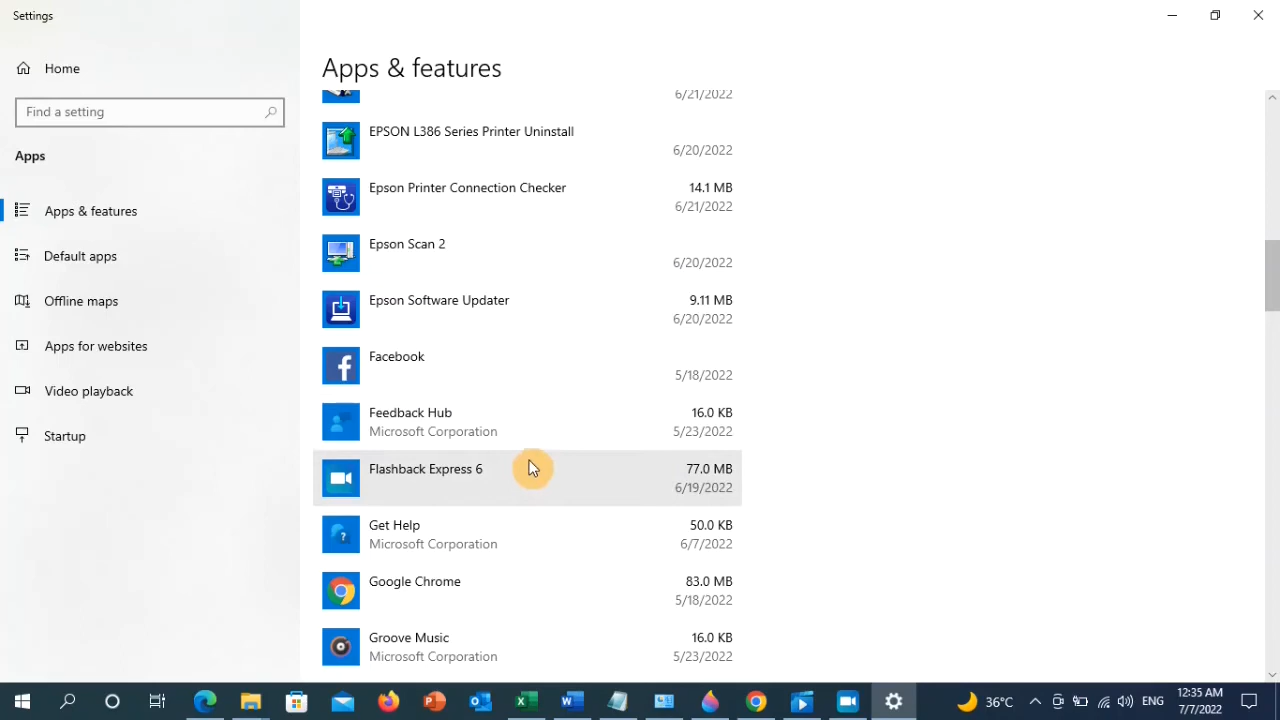 Settings
Home
Find a setting
Apps
Apps & features
Default apps
Offline maps
Apps for websites
Video playback
Startup
Apps & features
6/21/2022
EPSON L386 Series Printer Uninstall
6/20/2022
Epson Printer Connection Checker 14.1 MB
6/21/2022
Epson Scan 2
6/20/2022
Epson Software Updater 9.11 MB
6/20/2022
Facebook
5/18/2022
Feedback Hub 16.0 KB
Microsoft Corporation 5/23/2022
Flashback Express 6 77.0 MB
6/19/2022
Get Help 50.0 KB
Microsoft Corporation 6/7/2022
Google Chrome 83.0 MB
5/18/2022
Groove Music 16.0 KB
Microsoft Corporation 5/23/2022
36°C ENG 12:35 AM
7/7/2022